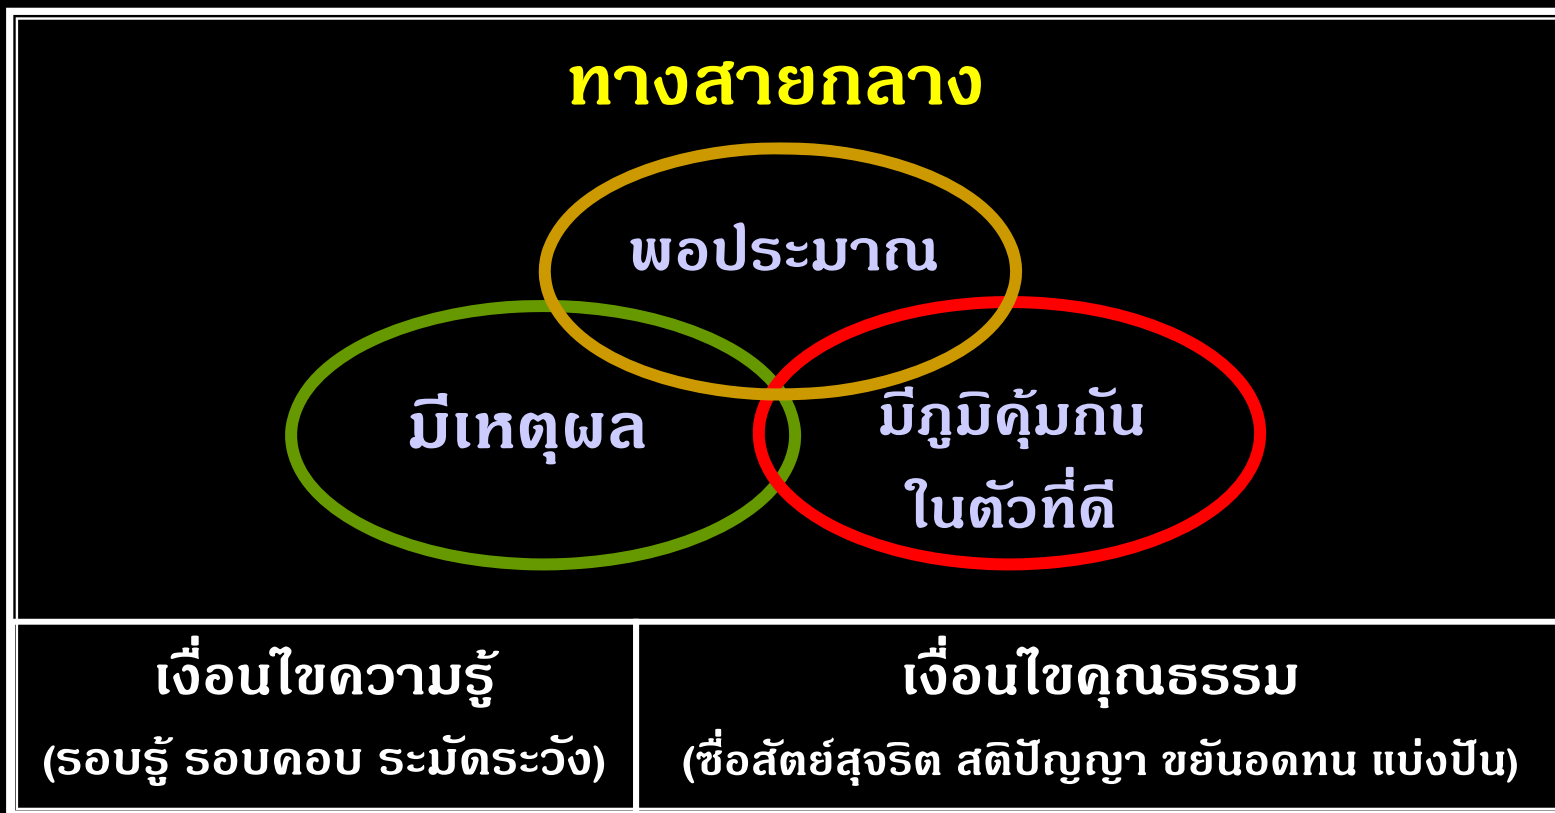 ทางสายกลาง
พอประมาณ
มีเหตุผล
มีภูมิคุ้มกัน
ในตัวที่ดี
เงื่อนไขความรู้
(รอบรู้ รอบคอบ ระมัดระวัง)
เงื่อนไขคุณธรรม
(ซื่อสัตย์สุจริต สติปัญญา ขยันอดทน แบ่งปัน)